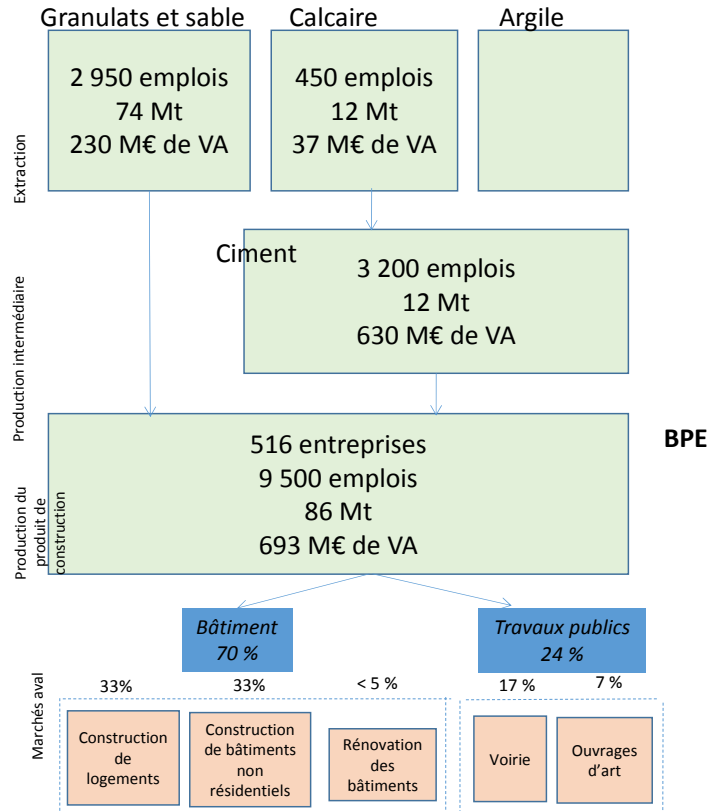 Granulats et sable
Calcaire
Argile
Extraction
2 950 emplois
74 Mt
230 M€ de VA
450 emplois
12 Mt
37 M€ de VA
Production intermédiaire
Ciment
3 200 emplois
12 Mt
630 M€ de VA
Production du
produit de
construction
516 entreprises
9 500 emplois
86 Mt
693 M€ de VA
BPE
Bâtiment
70 %
Travaux publics
24 %
Marchés aval
33%
33%
< 5 %
17 %
7 %
Construction
de
logements
Construction
de bâtiments
non
résidentiels
Rénovation
des
bâtiments
Voirie
Ouvrages
d’art